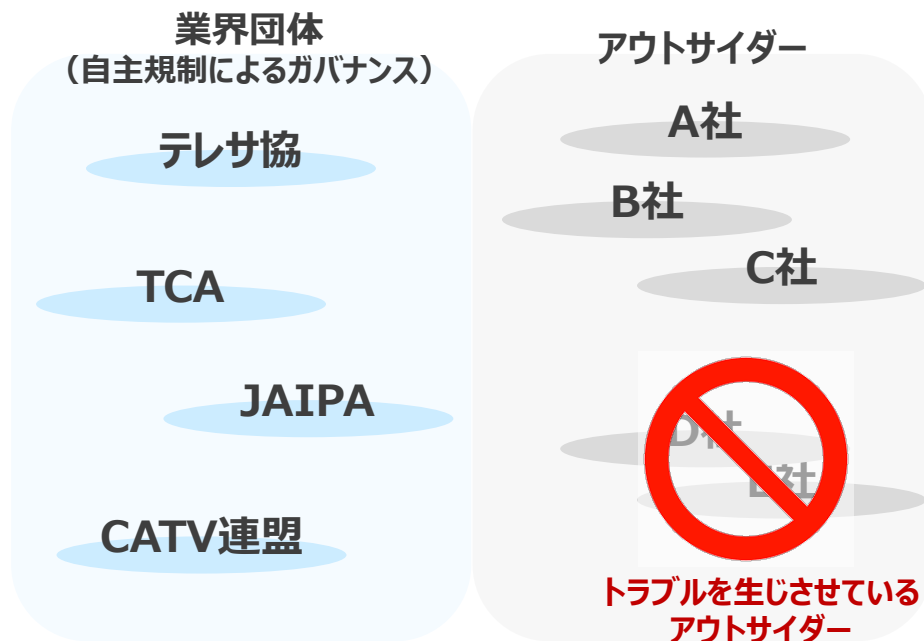 業界団体
（自主規制によるガバナンス）
テレサ協
TCA
JAIPA
CATV連盟
アウトサイダー
A社
B社
C社
D社
E社
トラブルを生じさせている
アウトサイダー